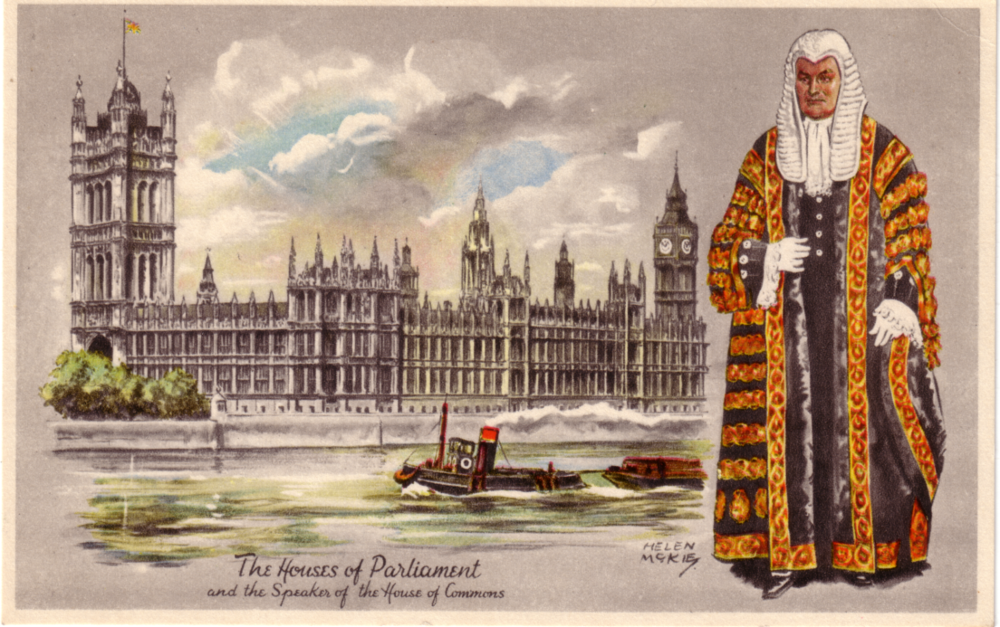 The Houses of Parliament
and the Speaker of the House of Commons
HELEN
McKIE